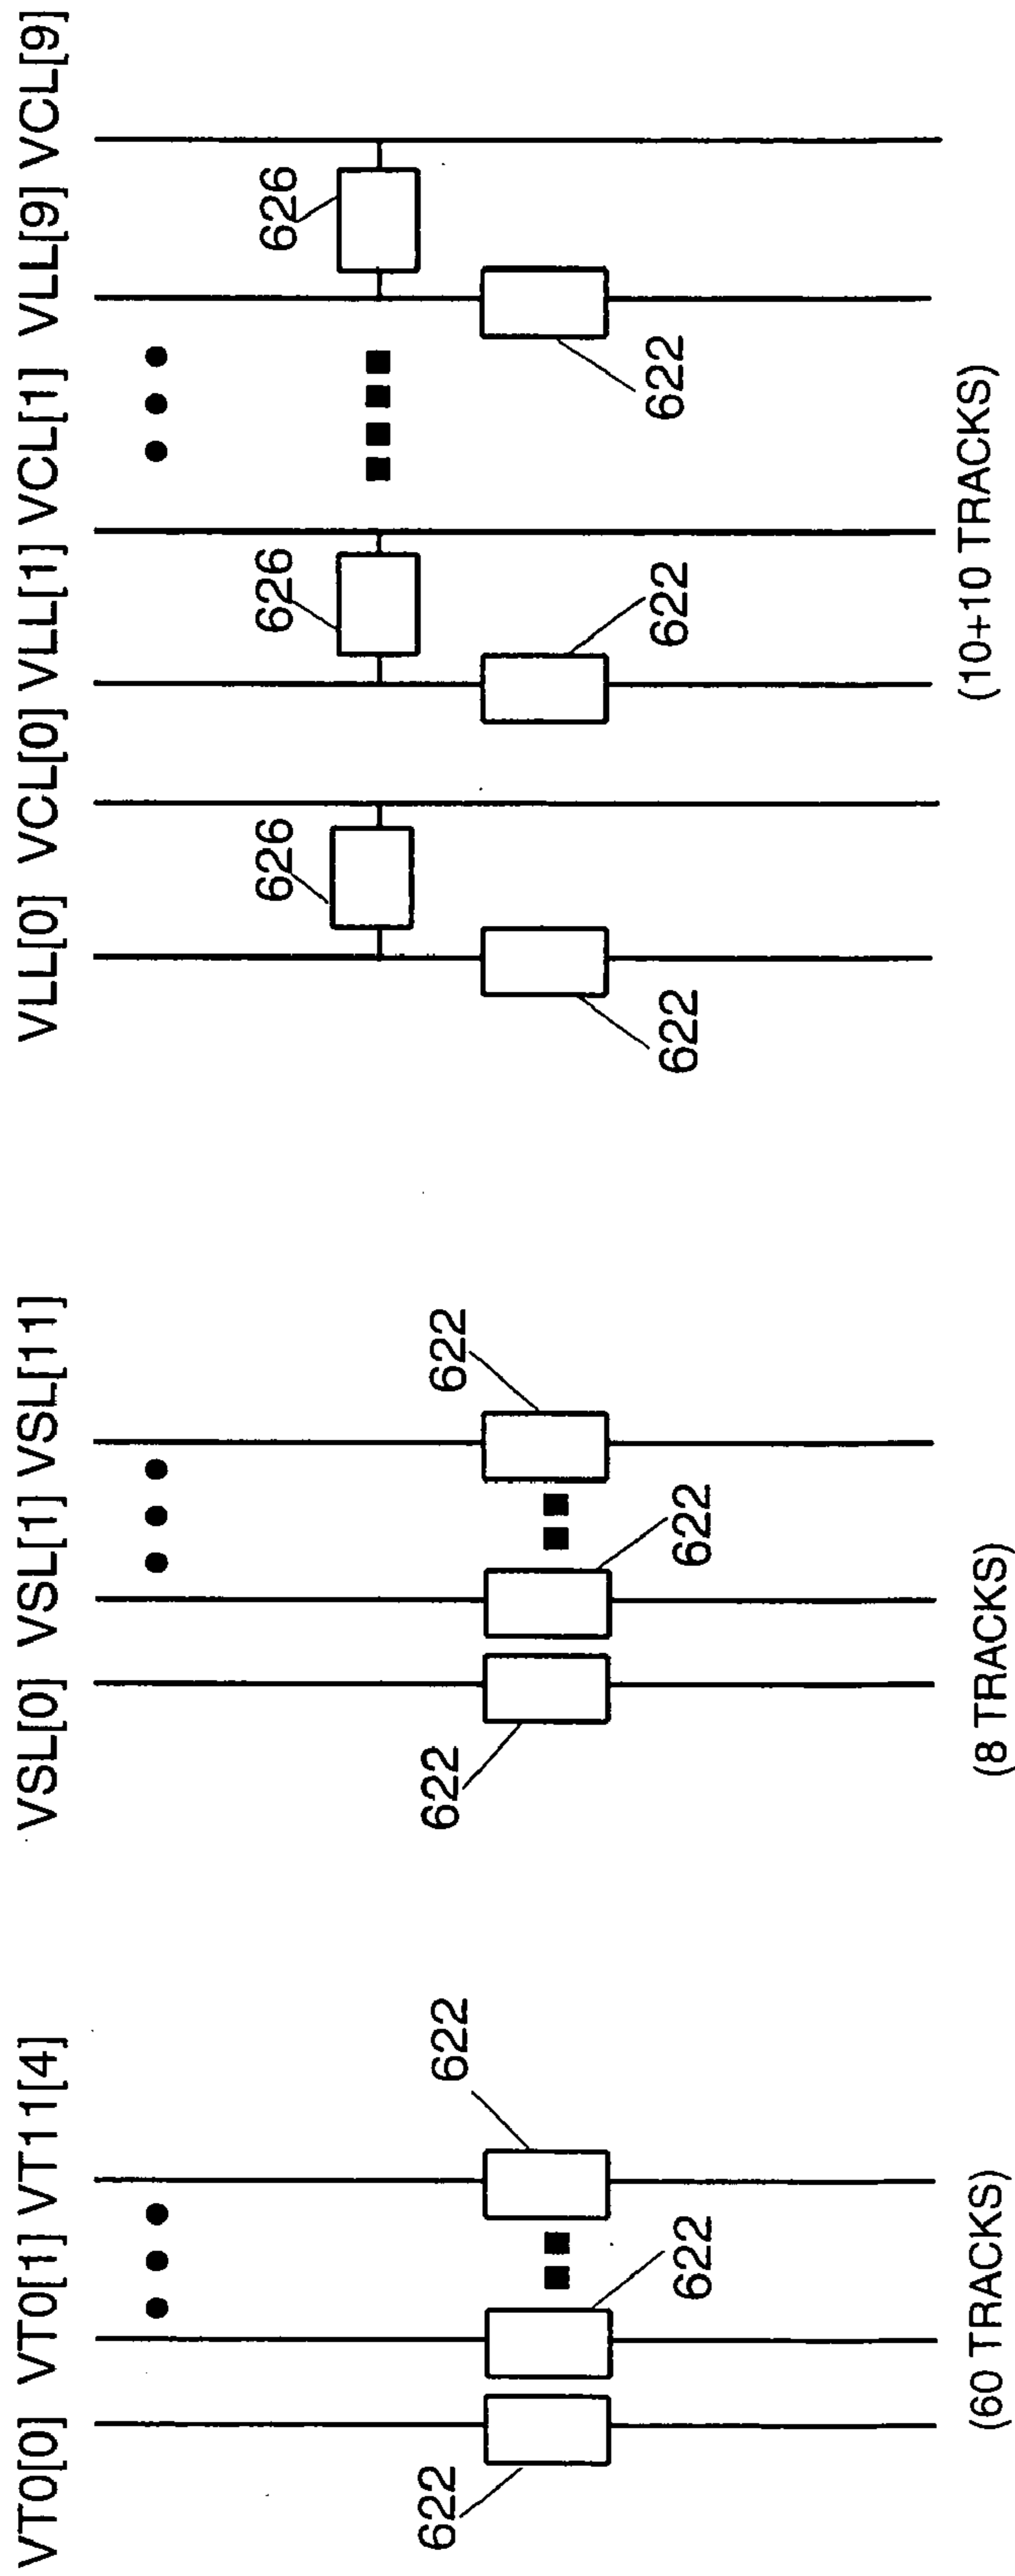 VT0[0] VT0[1] VT11[4] VSL[0] VSL[1] VSL[11] VLL[0] VCL[0] VLL[1] VCL[1] VLL[9] VCL[9]
626 626 626
622 622 622
622 622 622
622 622 622
(60 TRACKS) (8 TRACKS) (10+10 TRACKS)